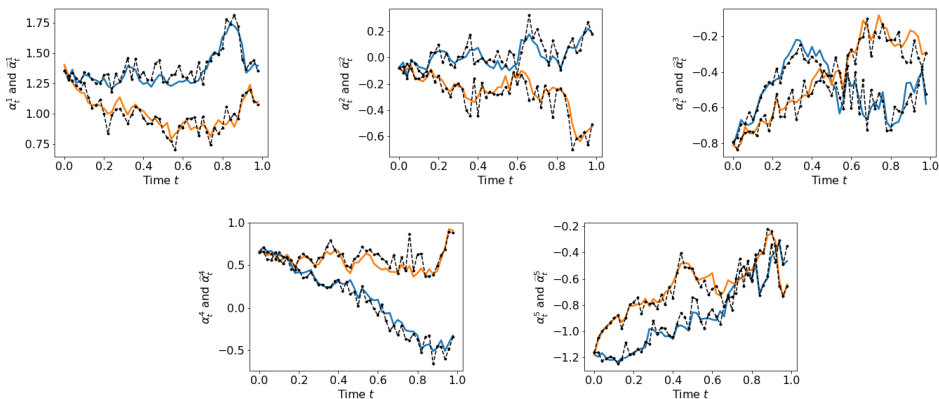 α_t^1 and α̂_t^1
1.75
1.50
1.25
1.00
0.75
0.0 0.2 0.4 0.6 0.8 1.0
Time t
α_t^2 and α̂_t^2
0.2
0.0
−0.2
−0.4
−0.6
0.0 0.2 0.4 0.6 0.8 1.0
Time t
α_t^3 and α̂_t^3
−0.2
−0.4
−0.6
−0.8
0.0 0.2 0.4 0.6 0.8 1.0
Time t
α_t^4 and α̂_t^4
1.0
0.5
0.0
−0.5
0.0 0.2 0.4 0.6 0.8 1.0
Time t
α_t^5 and α̂_t^5
−0.2
−0.4
−0.6
−0.8
−1.0
−1.2
0.0 0.2 0.4 0.6 0.8 1.0
Time t